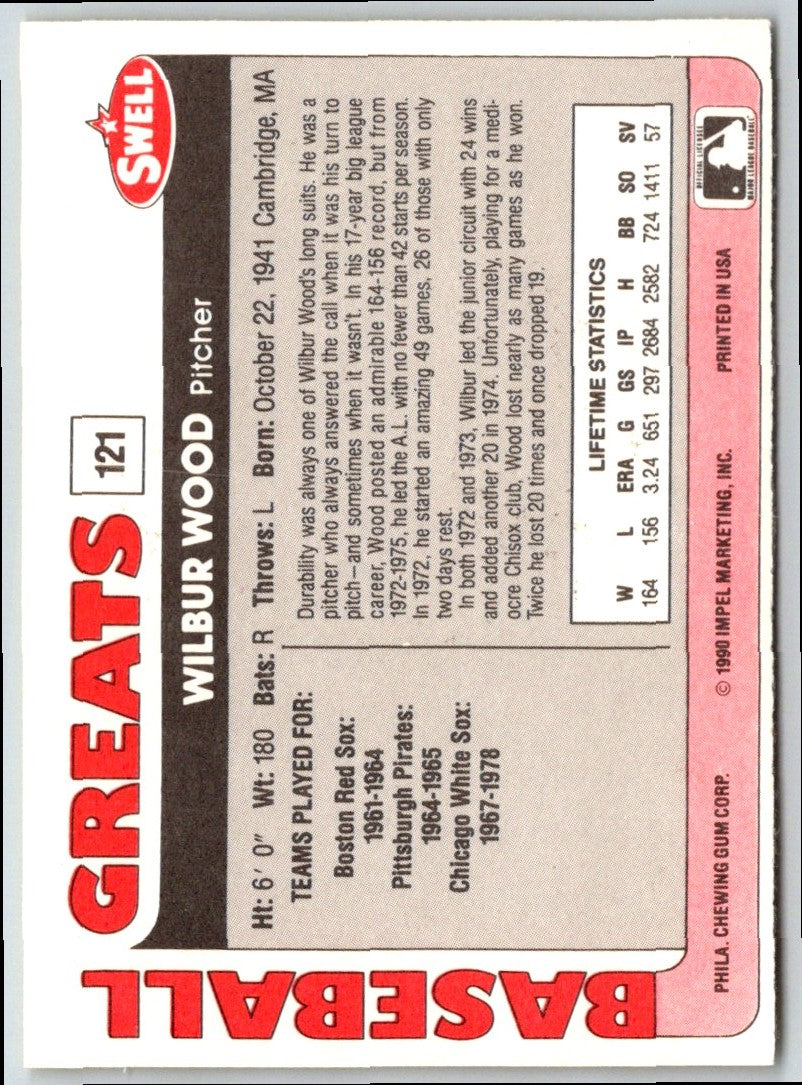 BASEBALL
GREATS
121
SWELL
WILBUR WOOD Pitcher
Ht: 6' 0" Wt: 180 Bats: R Throws: L Born: October 22, 1941 Cambridge, MA
TEAMS PLAYED FOR:
Boston Red Sox:
1961-1964
Pittsburgh Pirates:
1964-1965
Chicago White Sox:
1967-1978
Durability was always one of Wilbur Wood's long suits. He was a
pitcher who always answered the call when it was his turn to
pitch—and sometimes when it wasn't. In his 17-year big league
career, Wood posted an admirable 164-156 record, but from
1972-1975, he led the A.L. with no fewer than 42 starts per season.
In 1972, he started an amazing 49 games, 26 of those with only
two days rest.
In both 1972 and 1973, Wilbur led the junior circuit with 24 wins
and added another 20 in 1974. Unfortunately, playing for a medi-
ocre Chisox club, Wood lost nearly as many games as he won.
Twice he lost 20 times and once dropped 19.
LIFETIME STATISTICS
W L ERA G GS IP H BB SO SV
164 156 3.24 651 297 2684 2582 724 1411 57
PHILA. CHEWING GUM CORP. © 1990 IMPEL MARKETING, INC. PRINTED IN USA
OFFICIAL LICENSEE
MAJOR LEAGUE BASEBALL